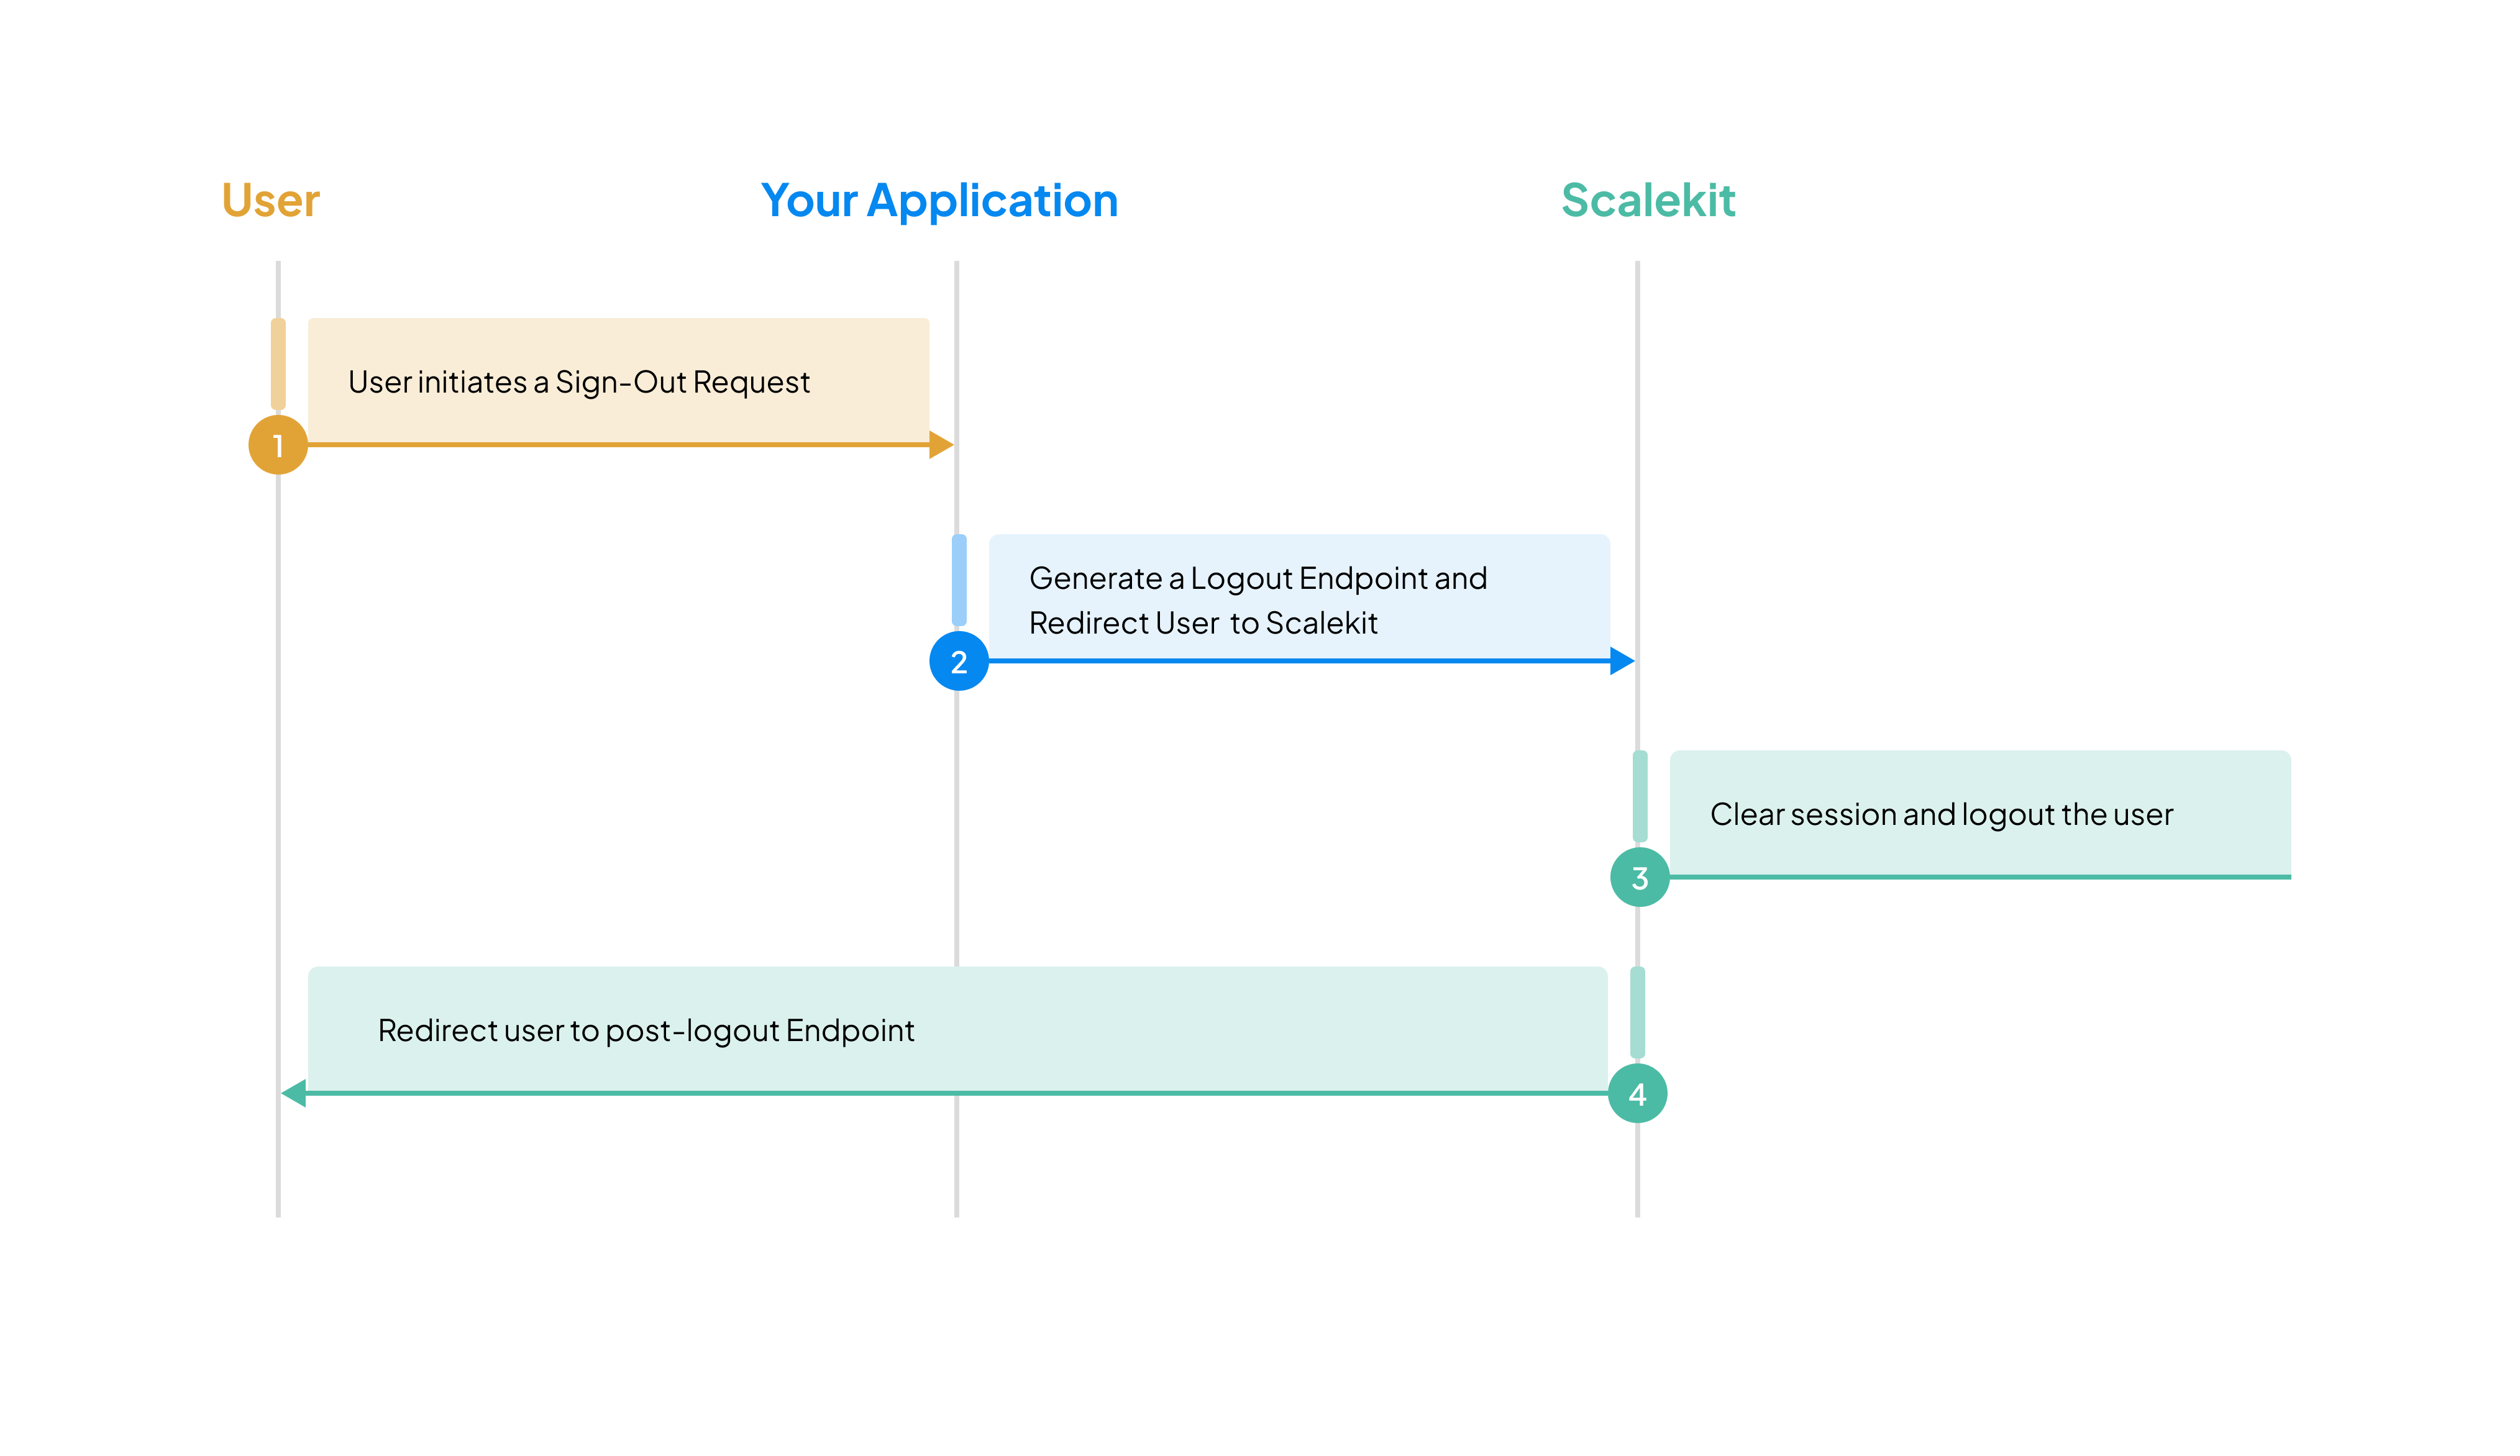 User
Your Application
Scalekit
User initiates a Sign-Out Request
1
Generate a Logout Endpoint and
Redirect User to Scalekit
2
Clear session and logout the user
3
Redirect user to post-logout Endpoint
4